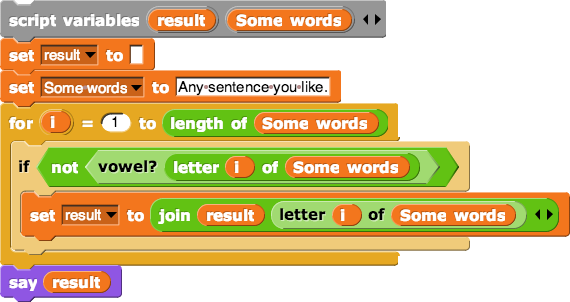 script variables result Some words
set result to
set Some words to Any sentence you like.
for i = 1 to length of Some words
if not vowel? letter i of Some words
set result to join result letter i of Some words
say result